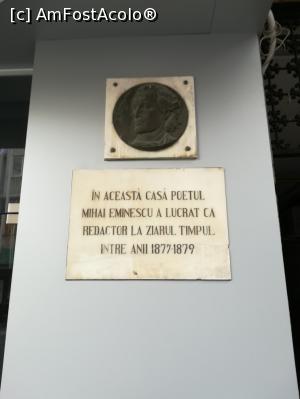 [c] AmFostAcolo®
ÎN ACEASTĂ CASĂ POETUL
MIHAI EMINESCU A LUCRAT CA
REDACTOR LA ZIARUL TIMPUL
ÎNTRE ANII 1877-1879